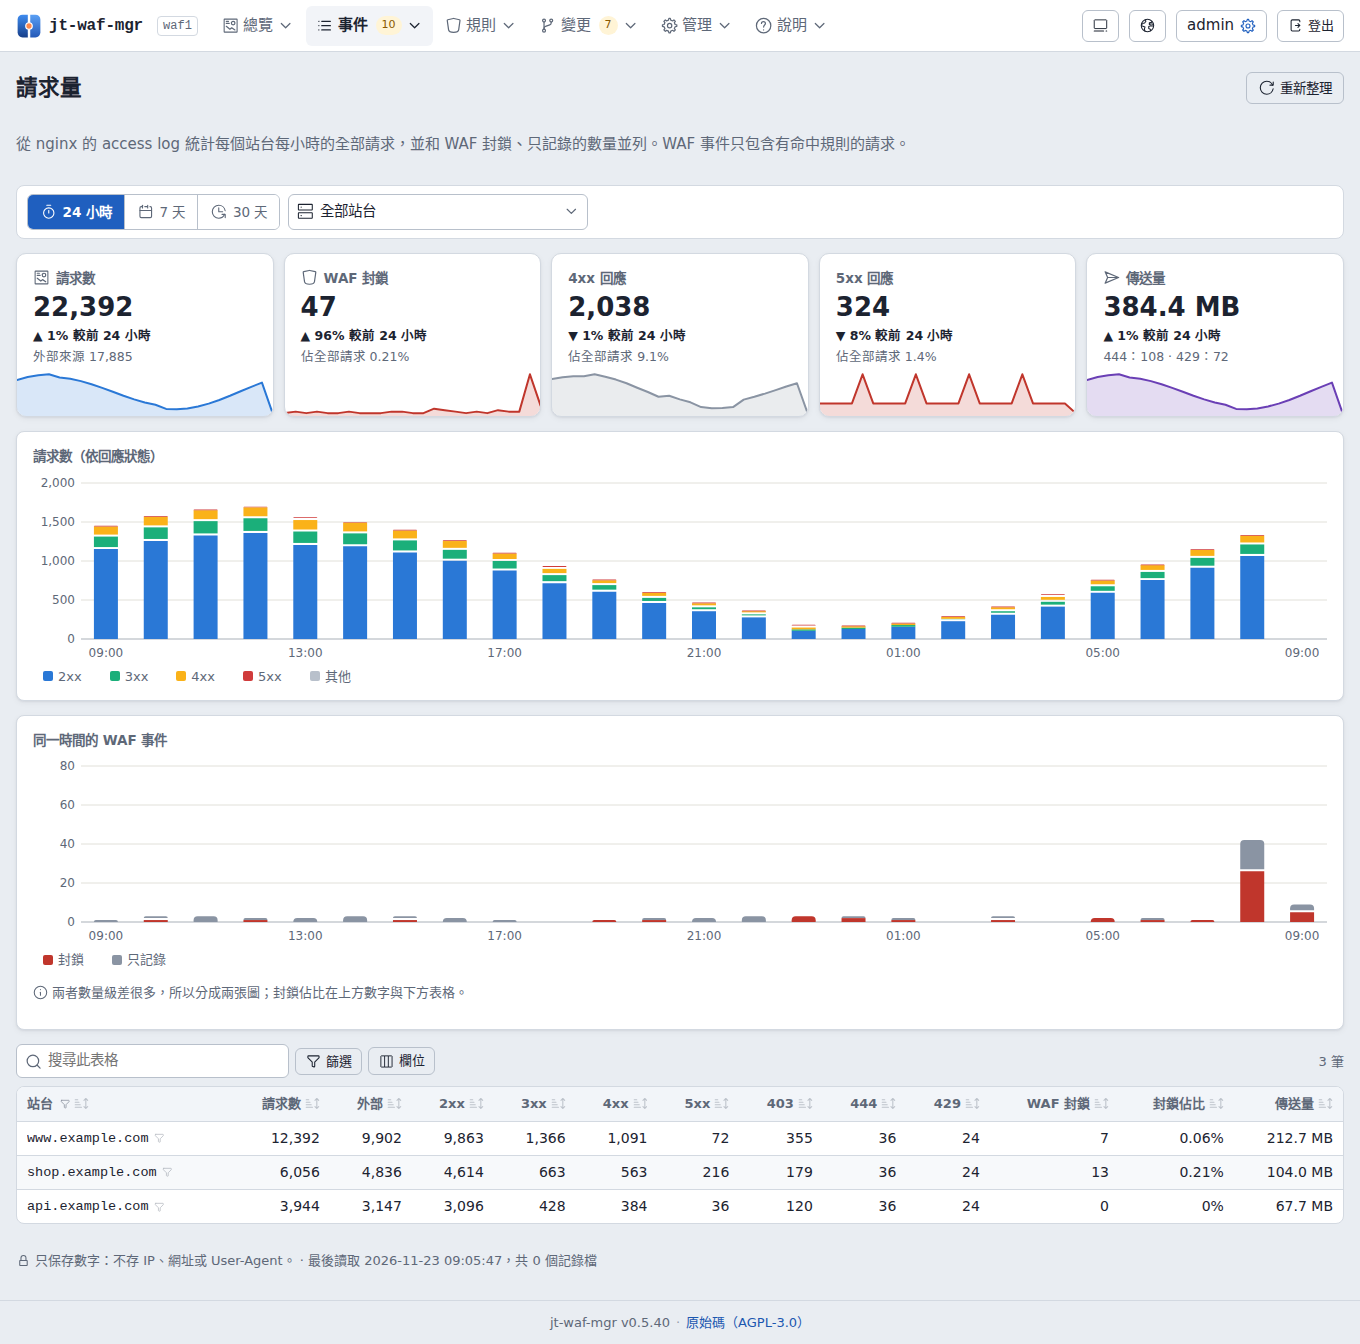 jt-waf-mgr waf1 總覽 事件 10 規則 變更 7 管理 說明 admin 登出
請求量 重新整理
從 nginx 的 access log 統計每個站台每小時的全部請求，並和 WAF 封鎖、只記錄的數量並列。WAF 事件只包含有命中規則的請求。
24 小時 7 天 30 天 全部站台
請求數 WAF 封鎖 4xx 回應 5xx 回應 傳送量
22,392 47 2,038 324 384.4 MB
▲ 1% 較前 24 小時 ▲ 96% 較前 24 小時 ▼ 1% 較前 24 小時 ▼ 8% 較前 24 小時 ▲ 1% 較前 24 小時
外部來源 17,885 佔全部請求 0.21% 佔全部請求 9.1% 佔全部請求 1.4% 444：108 · 429：72
請求數（依回應狀態）
2,000
1,500
1,000
500
0
09:00 13:00 17:00 21:00 01:00 05:00 09:00
2xx 3xx 4xx 5xx 其他
同一時間的 WAF 事件
80
60
40
20
0
09:00 13:00 17:00 21:00 01:00 05:00 09:00
封鎖 只記錄
兩者數量級差很多，所以分成兩張圖；封鎖佔比在上方數字與下方表格。
搜尋此表格 篩選 欄位 3 筆
站台 請求數 外部 2xx 3xx 4xx 5xx 403 444 429 WAF 封鎖 封鎖佔比 傳送量
www.example.com 12,392 9,902 9,863 1,366 1,091 72 355 36 24 7 0.06% 212.7 MB
shop.example.com 6,056 4,836 4,614 663 563 216 179 36 24 13 0.21% 104.0 MB
api.example.com 3,944 3,147 3,096 428 384 36 120 36 24 0 0% 67.7 MB
只保存數字：不存 IP、網址或 User-Agent。 · 最後讀取 2026-11-23 09:05:47，共 0 個記錄檔
jt-waf-mgr v0.5.40 · 原始碼（AGPL-3.0）